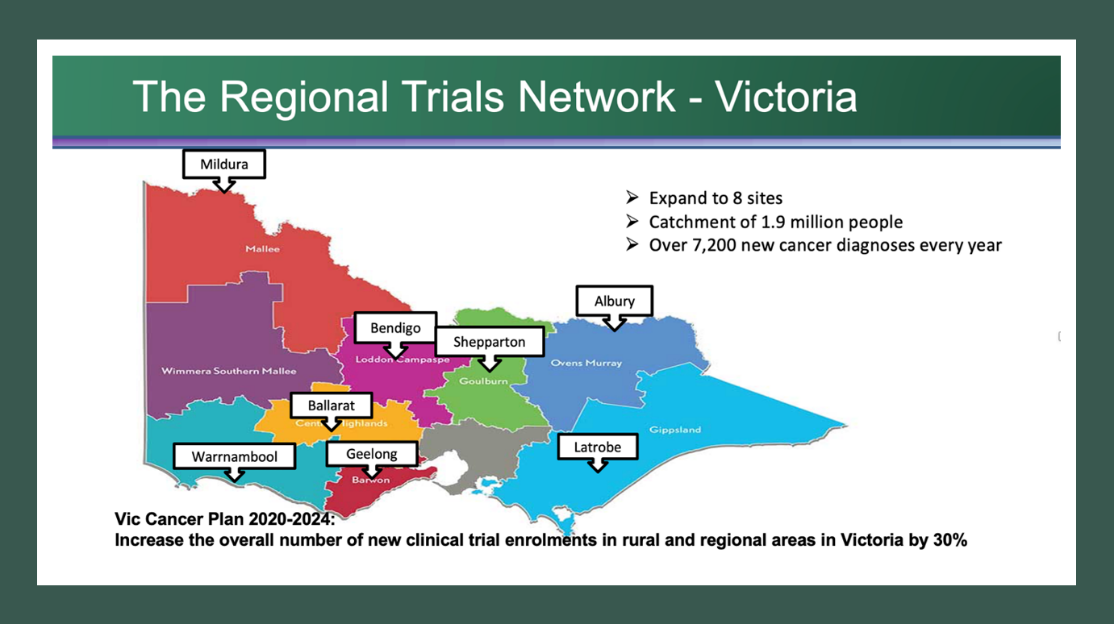 The Regional Trials Network - Victoria
Mildura
➢ Expand to 8 sites
➢ Catchment of 1.9 million people
➢ Over 7,200 new cancer diagnoses every year
Mallee
Albury
Bendigo
Shepparton
Loddon Campaspe
Ovens Murray
Wimmera Southern Mallee
Goulburn
Ballarat
Central Highlands
Gippsland
Warrnambool
Geelong
Latrobe
Barwon
Vic Cancer Plan 2020-2024:
Increase the overall number of new clinical trial enrolments in rural and regional areas in Victoria by 30%